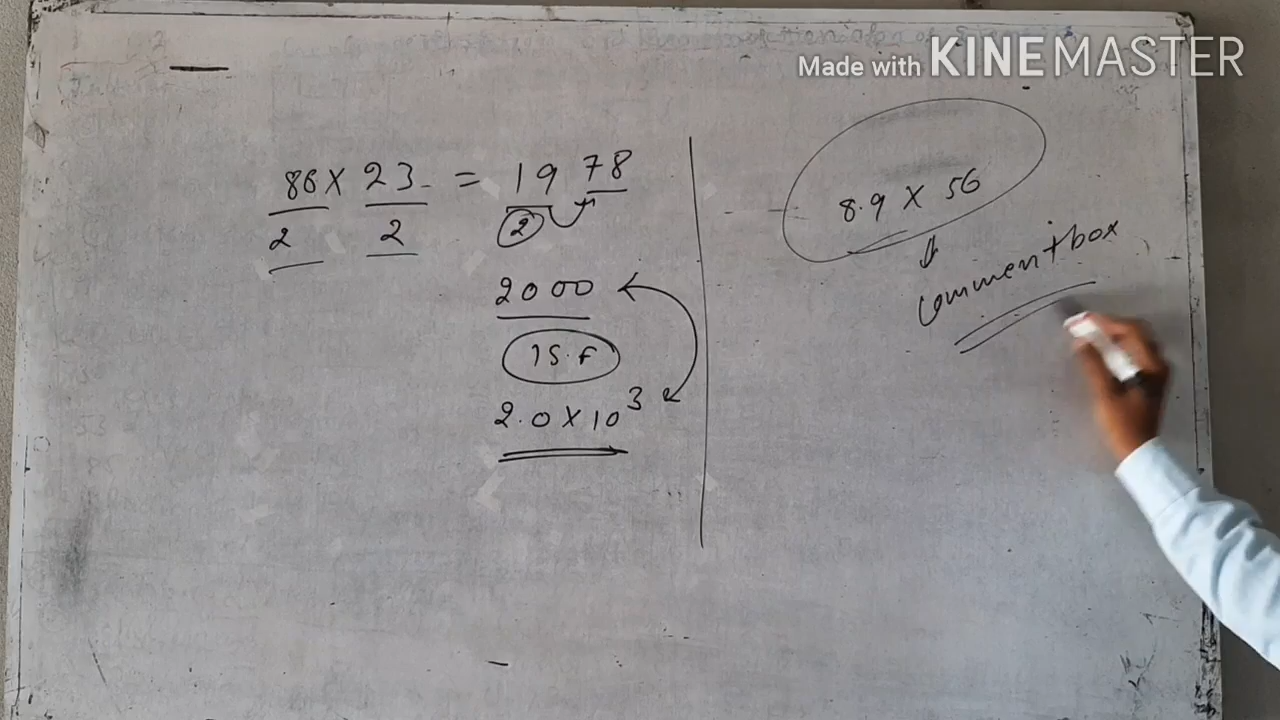 Made with KINEMASTER
86 X 23 = 1978
2 2 2
2000
1S.F
2.0 X 10³
8.9 X 56
comment box